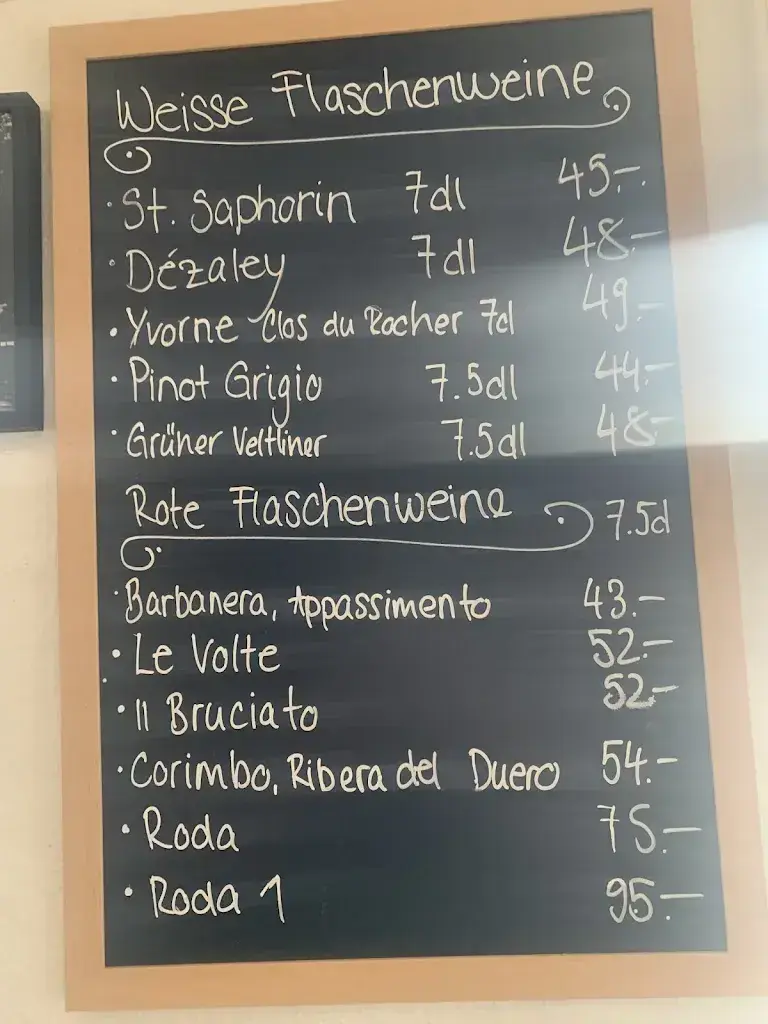 Weisse Flaschenweine
· St. Saphorin 7dl 45.-.
· Dézaley 7dl 48.-
· Yvorne Clos du Rocher 7dl 49.-
· Pinot Grigio 7.5dl 44.-
· Grüner Veltliner 7.5dl 48.-
Rote Flaschenweine 7.5d
· Barbanera, Appassimento 43.-
· Le Volte 52.-
· Il Bruciato 52.-
· Corimbo, Ribera del Duero 54.-
· Roda 75.-
· Roda 1 95.-